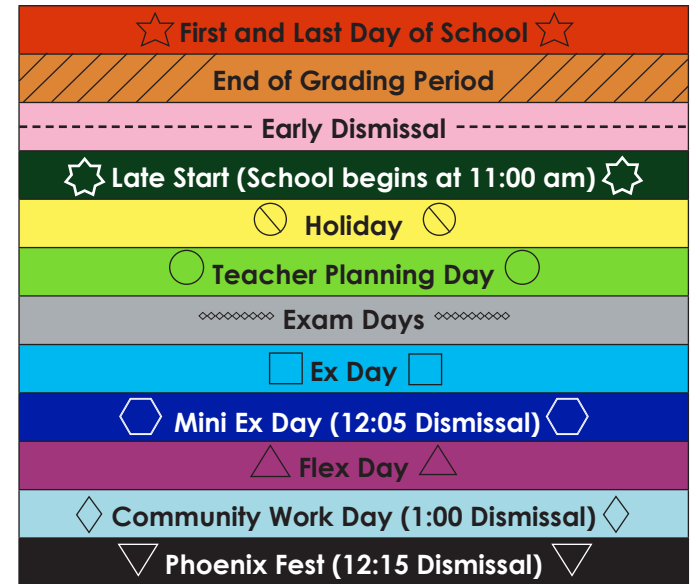 First and Last Day of School
End of Grading Period
Early Dismissal
Late Start (School begins at 11:00 am)
Holiday
Teacher Planning Day
Exam Days
Ex Day
Mini Ex Day (12:05 Dismissal)
Flex Day
Community Work Day (1:00 Dismissal)
Phoenix Fest (12:15 Dismissal)